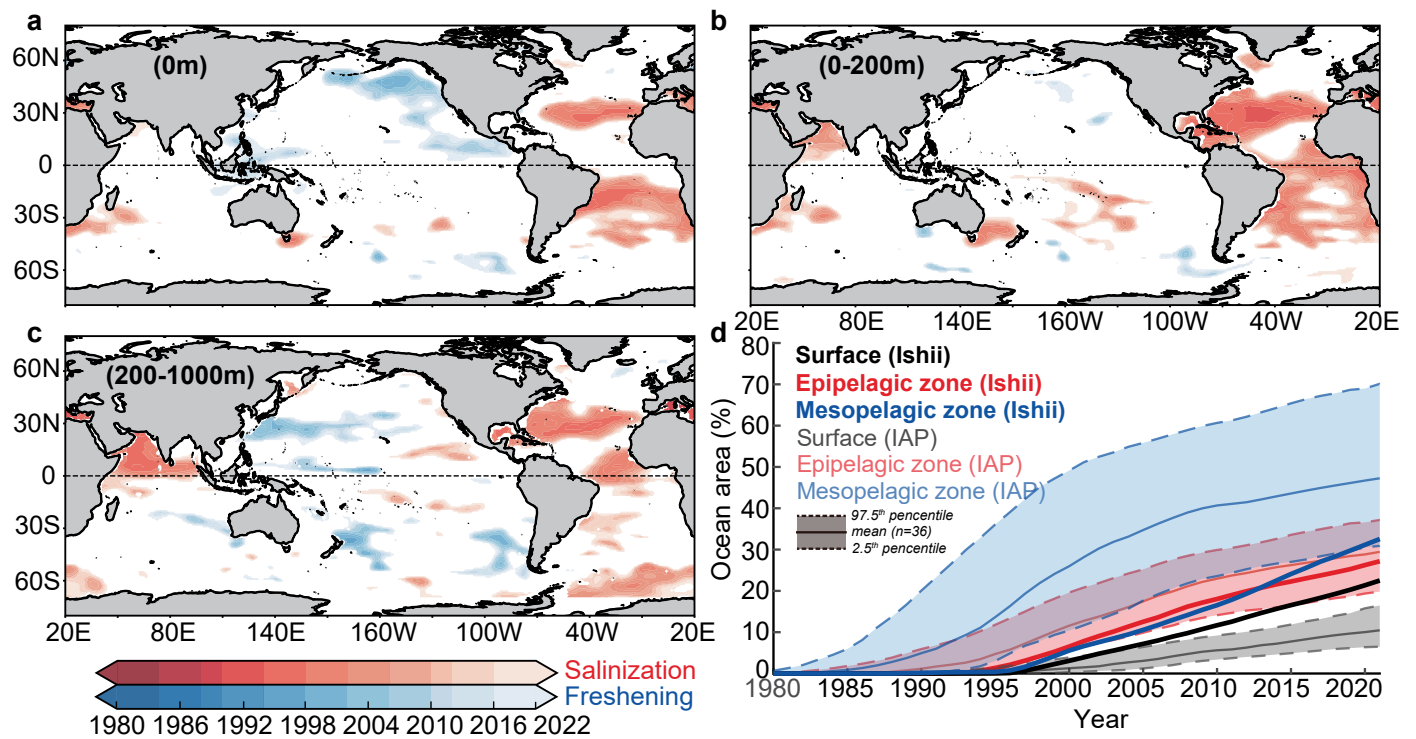 a
(0m)
60N
30N
0
30S
60S
b
(0-200m)
20E 80E 140E 160W 100W 40W 20E
c
(200-1000m)
60N
30N
0
30S
60S
20E 80E 140E 160W 100W 40W 20E
Salinization
Freshening
1980 1986 1992 1998 2004 2010 2016 2022
d
Surface (Ishii)
Epipelagic zone (Ishii)
Mesopelagic zone (Ishii)
Surface (IAP)
Epipelagic zone (IAP)
Mesopelagic zone (IAP)
97.5th percentile
mean (n=36)
2.5th percentile
Ocean area (%)
80
70
60
50
40
30
20
10
0
1980 1985 1990 1995 2000 2005 2010 2015 2020
Year